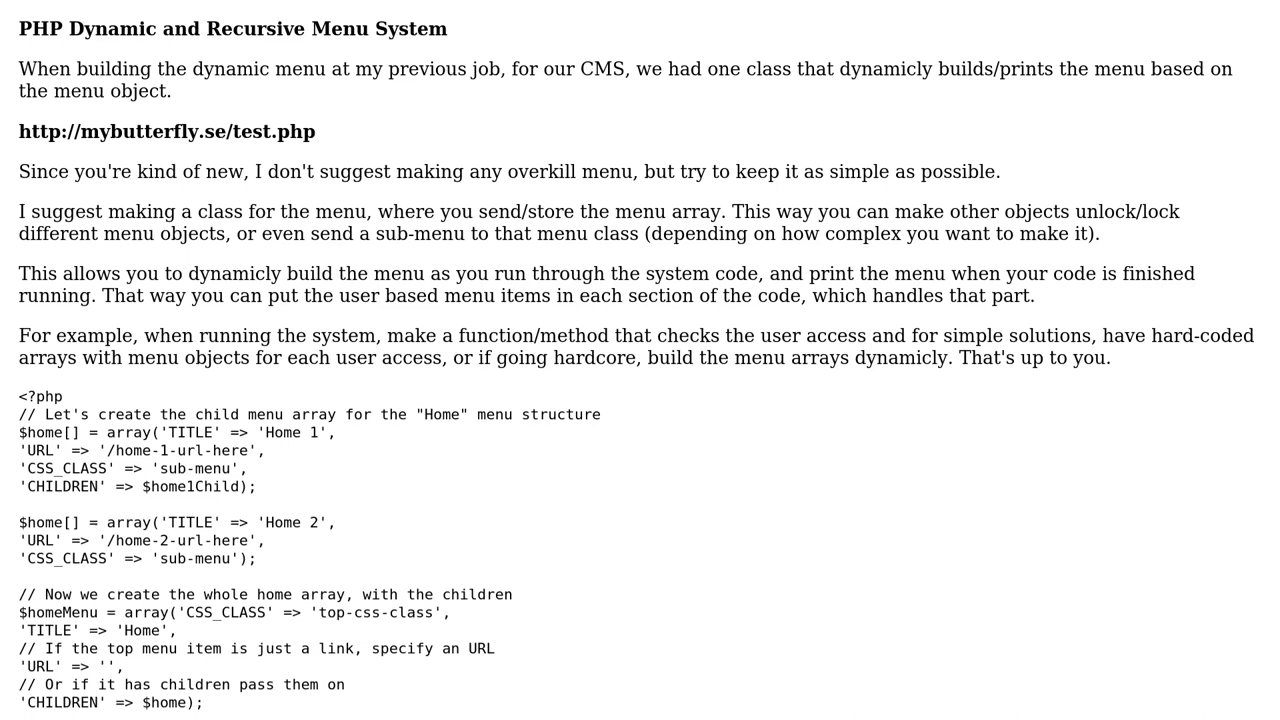 PHP Dynamic and Recursive Menu System
When building the dynamic menu at my previous job, for our CMS, we had one class that dynamicly builds/prints the menu based on
the menu object.
http://mybutterfly.se/test.php
Since you're kind of new, I don't suggest making any overkill menu, but try to keep it as simple as possible.
I suggest making a class for the menu, where you send/store the menu array. This way you can make other objects unlock/lock
different menu objects, or even send a sub-menu to that menu class (depending on how complex you want to make it).
This allows you to dynamicly build the menu as you run through the system code, and print the menu when your code is finished
running. That way you can put the user based menu items in each section of the code, which handles that part.
For example, when running the system, make a function/method that checks the user access and for simple solutions, have hard-coded
arrays with menu objects for each user access, or if going hardcore, build the menu arrays dynamicly. That's up to you.
<?php
// Let's create the child menu array for the "Home" menu structure
$home[] = array('TITLE' => 'Home 1',
'URL' => '/home-1-url-here',
'CSS_CLASS' => 'sub-menu',
'CHILDREN' => $home1Child);
$home[] = array('TITLE' => 'Home 2',
'URL' => '/home-2-url-here',
'CSS_CLASS' => 'sub-menu');
// Now we create the whole home array, with the children
$homeMenu = array('CSS_CLASS' => 'top-css-class',
'TITLE' => 'Home',
// If the top menu item is just a link, specify an URL
'URL' => '',
// Or if it has children pass them on
'CHILDREN' => $home);